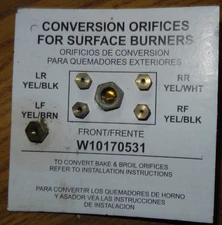 CONVERSION ORIFICES
FOR SURFACE BURNERS
ORIFICIOS DE CONVERSION
PARA QUEMADORES EXTERIORES
LR RR
YEL/BLK YEL/WHT
LF RF
YEL/BRN YEL/BLK
FRONT/FRENTE
W10170531
TO CONVERT BAKE & BROIL ORIFICES
REFER TO INSTALLATION INSTRUCTIONS
PARA CONVERTIR LOS QUEMADORES DE HORNO
Y ASADOR VEA LAS INSTRUCCIONES
DE INSTALACION